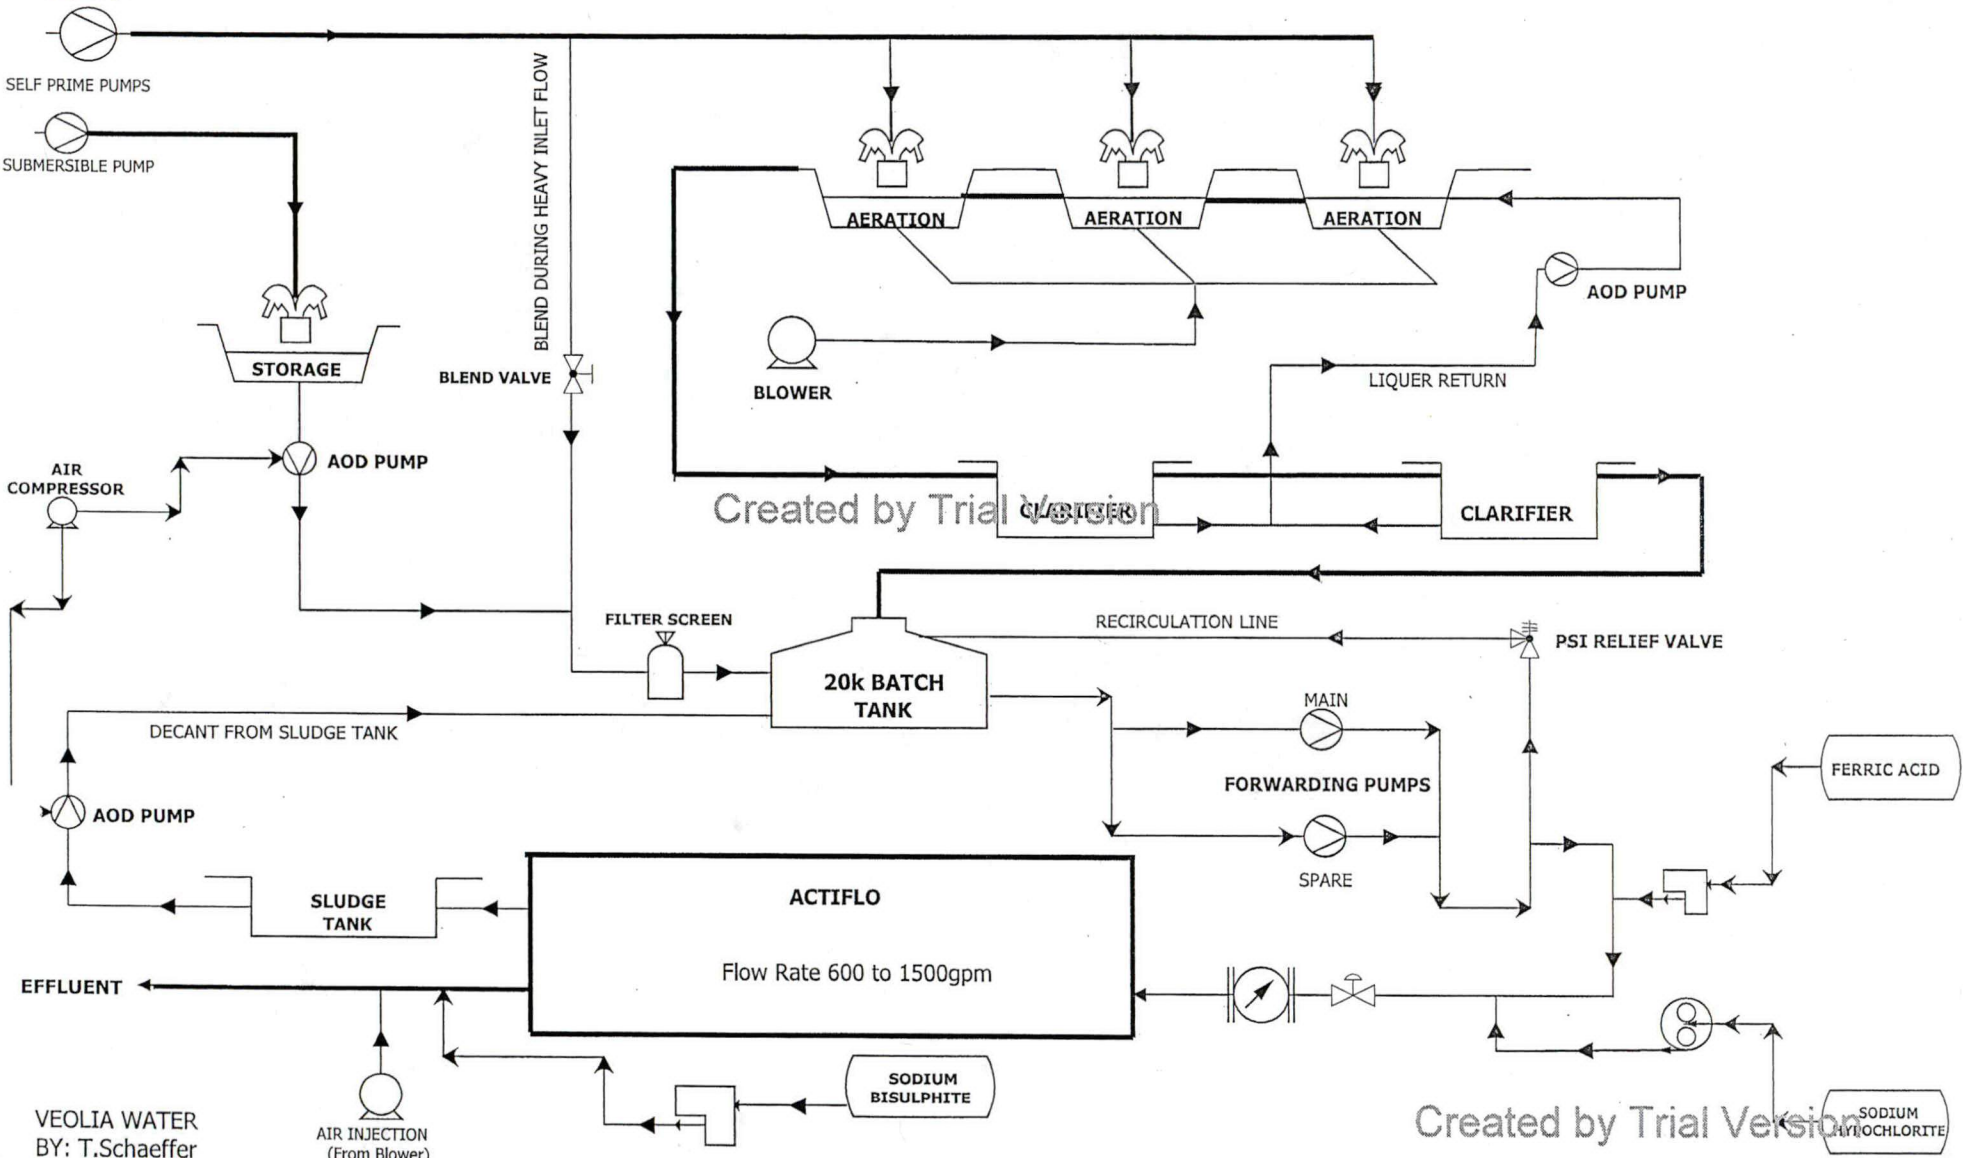 SELF PRIME PUMPS
SUBMERSIBLE PUMP
BLEND DURING HEAVY INLET FLOW
AERATION
AERATION
AERATION
AOD PUMP
STORAGE
BLEND VALVE
BLOWER
LIQUER RETURN
AOD PUMP
AIR
COMPRESSOR
Created by Trial Version
CLARIFIER
CLARIFIER
FILTER SCREEN
RECIRCULATION LINE
PSI RELIEF VALVE
20k BATCH
TANK
MAIN
DECANT FROM SLUDGE TANK
FERRIC ACID
FORWARDING PUMPS
AOD PUMP
SPARE
ACTIFLO
SLUDGE
TANK
Flow Rate 600 to 1500gpm
EFFLUENT
SODIUM
BISULPHITE
VEOLIA WATER
BY: T.Schaeffer
AIR INJECTION
(From Blower)
Created by Trial Version
SODIUM
HYPOCHLORITE